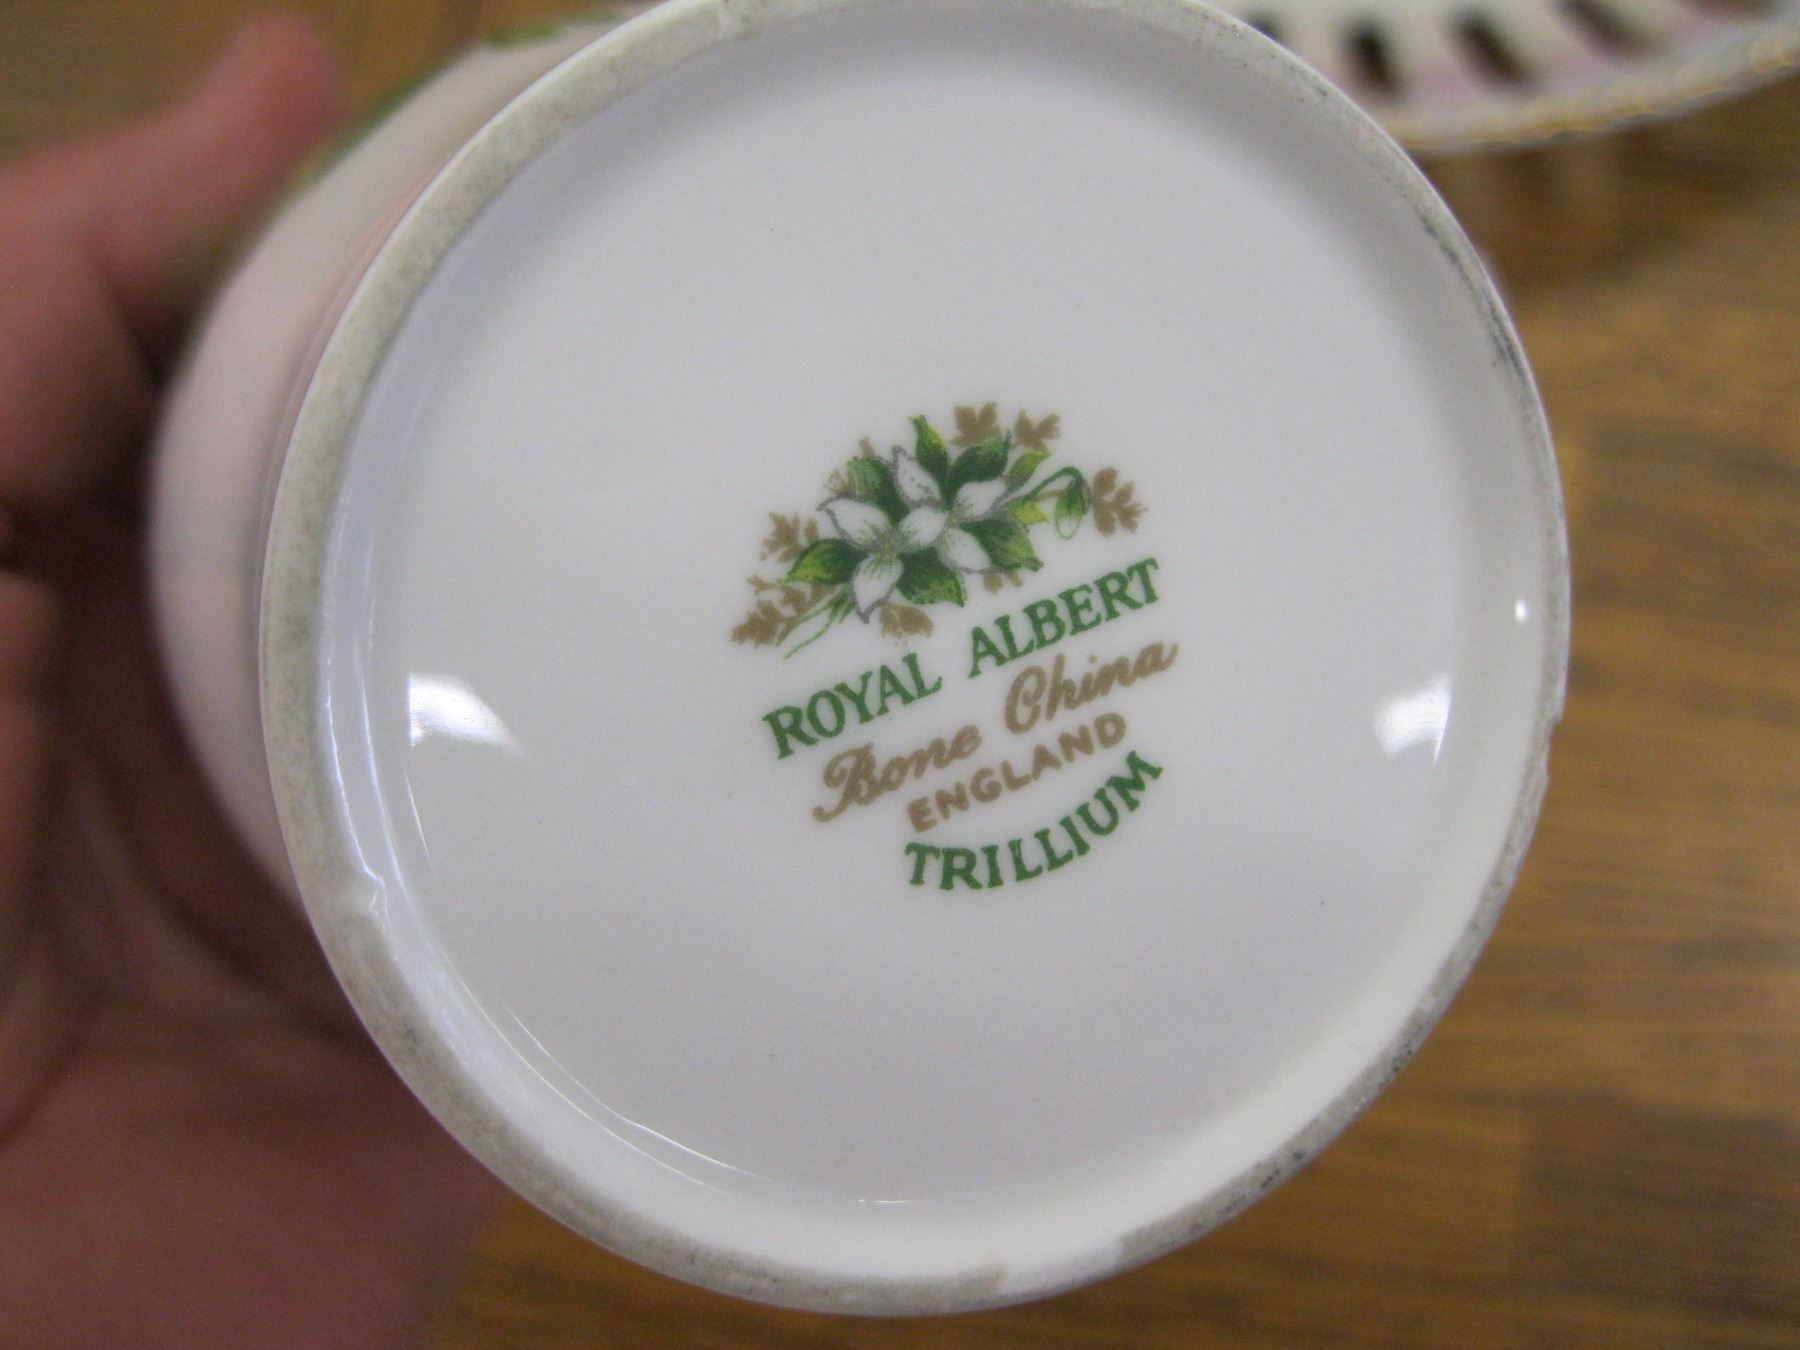 ROYAL ALBERT
Bone China
ENGLAND
TRILLIUM